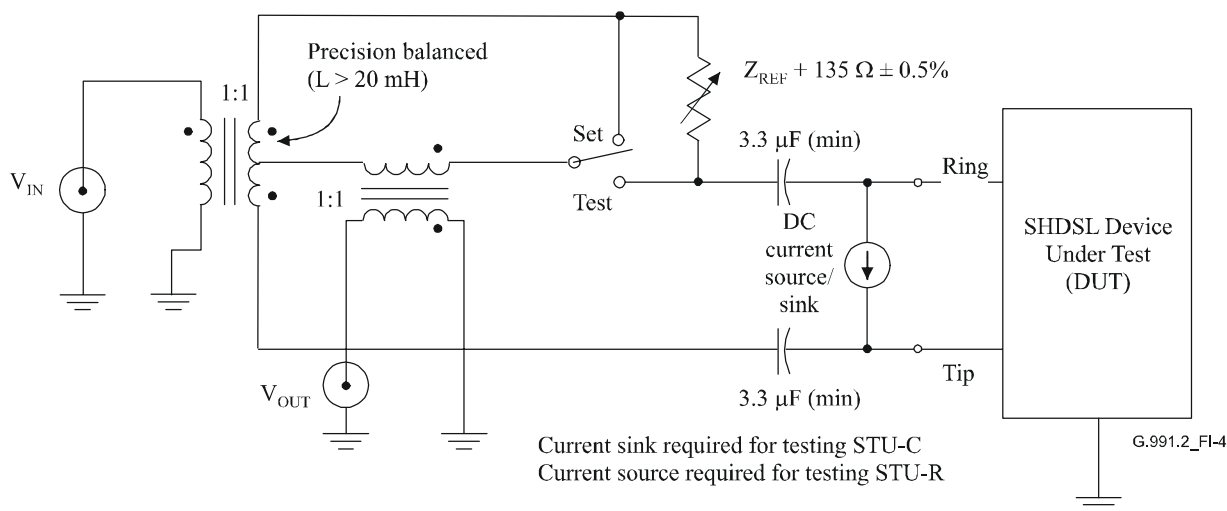 Precision balanced
(L > 20 mH)
1:1
Z_REF + 135 Ω ± 0.5%
Set
3.3 μF (min)
Ring
V_IN
1:1
Test
DC
current
source/
sink
SHDSL Device
Under Test
(DUT)
V_OUT
3.3 μF (min)
Tip
Current sink required for testing STU-C
Current source required for testing STU-R
G.991.2_FI-4